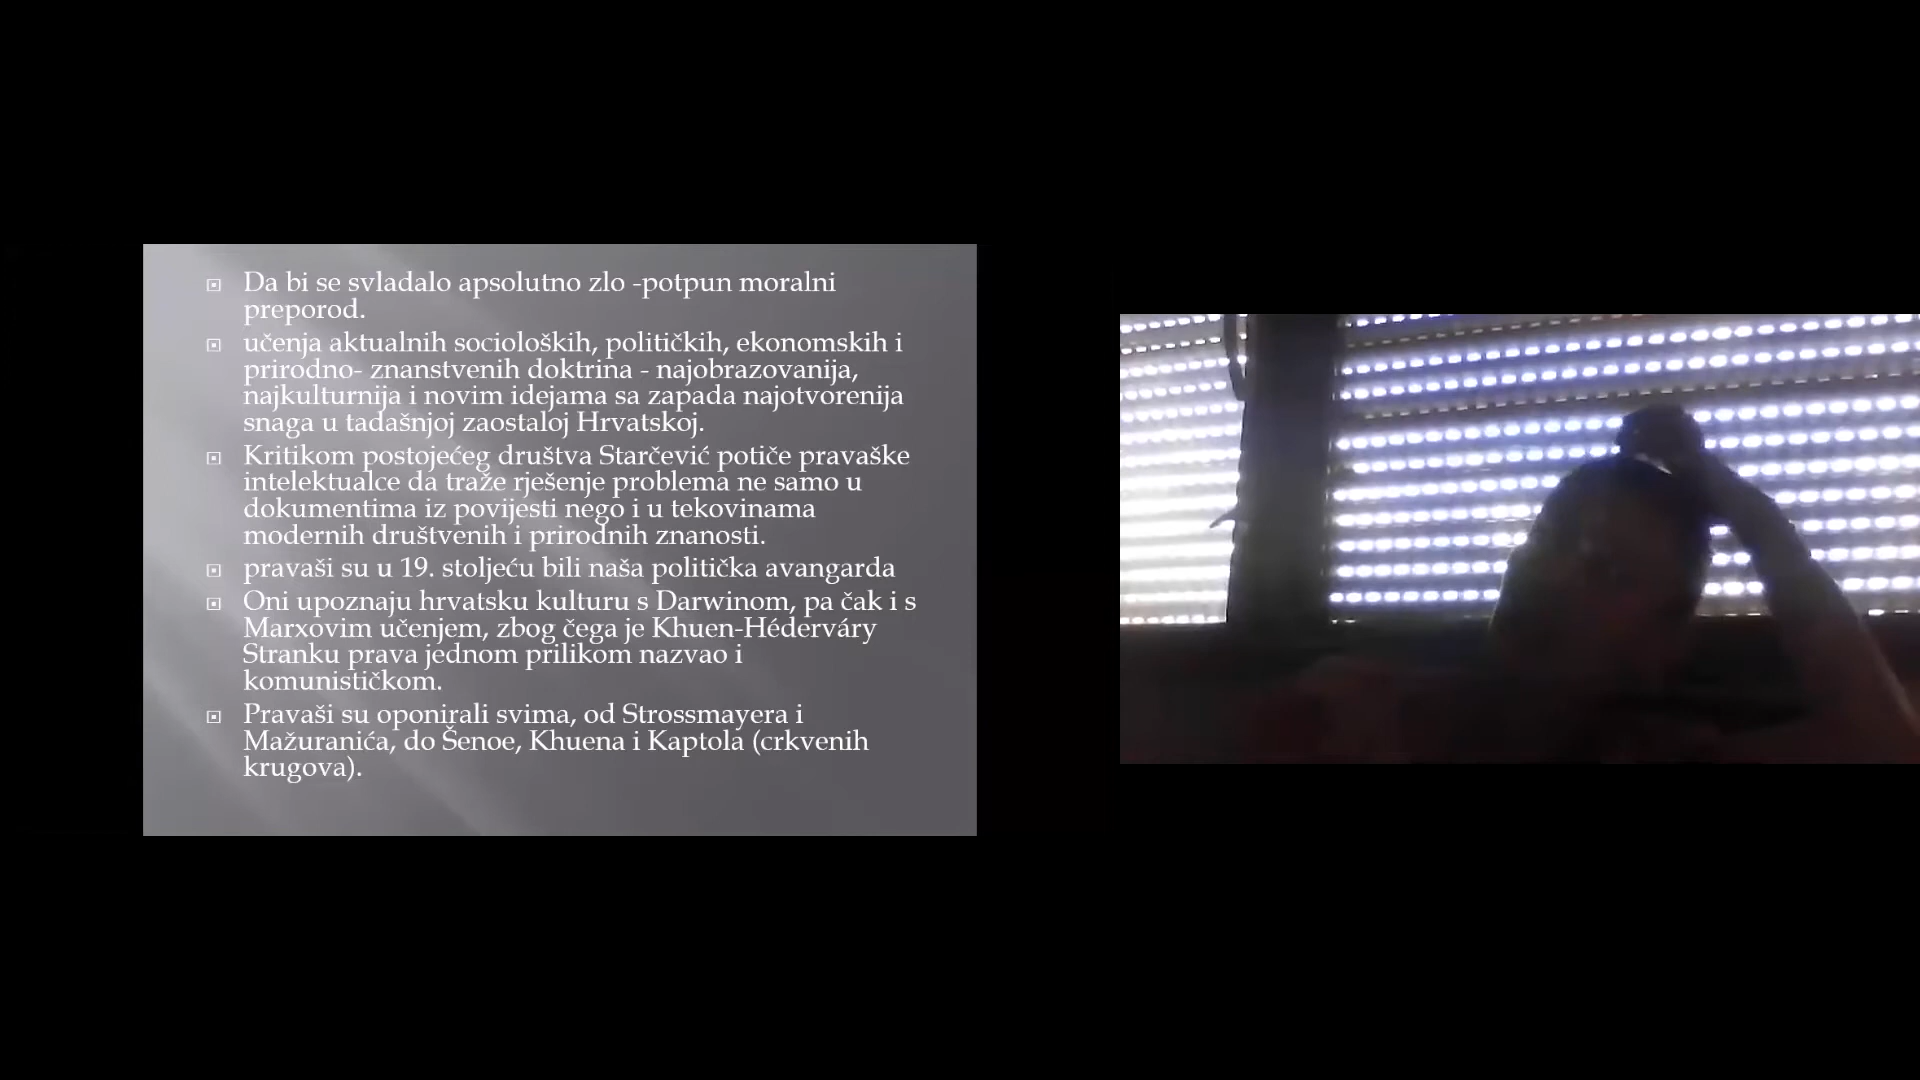 Da bi se svladalo apsolutno zlo -potpun moralni
preporod.
učenja aktualnih socioloških, političkih, ekonomskih i
prirodno- znanstvenih doktrina - najobrazovanija,
najkulturnija i novim idejama sa zapada najotvorenija
snaga u tadašnjoj zaostaloj Hrvatskoj.
Kritikom postojećeg društva Starčević potiče pravaške
intelektualce da traže rješenje problema ne samo u
dokumentima iz povijesti nego i u tekovinama
modernih društvenih i prirodnih znanosti.
pravaši su u 19. stoljeću bili naša politička avangarda
Oni upoznaju hrvatsku kulturu s Darwinom, pa čak i s
Marxovim učenjem, zbog čega je Khuen-Héderváry
Stranku prava jednom prilikom nazvao i
komunističkom.
Pravaši su oponirali svima, od Strossmayera i
Mažuranića, do Šenoe, Khuena i Kaptola (crkvenih
krugova).